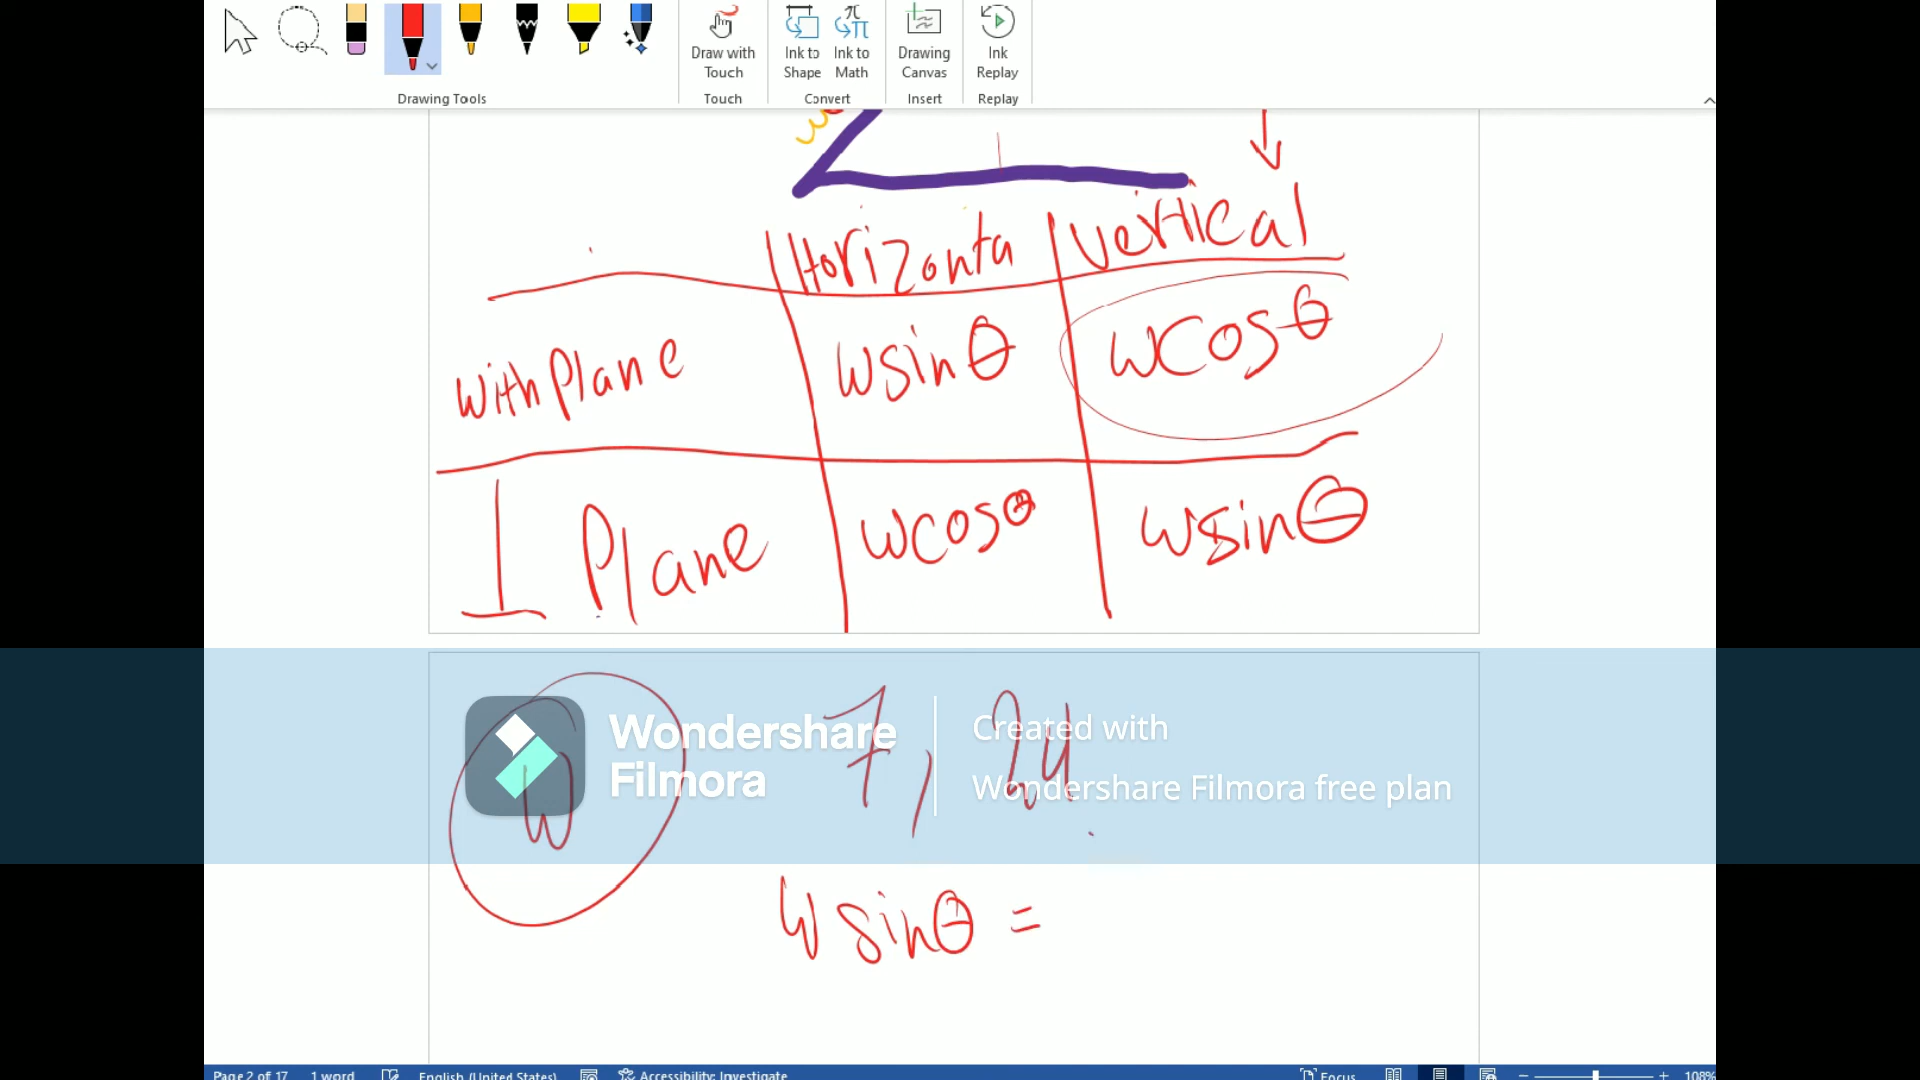 Draw with Touch
Ink to Shape
Ink to Math
Drawing Canvas
Ink Replay
Drawing Tools
Touch
Convert
Insert
Replay
Horizonta
Vertical
with Plane
wsinθ
wcosθ
⊥ Plane
wcosθ
wsinθ
W
7, 24
Wondershare Filmora
Created with
Wondershare Filmora free plan
W sinθ =
Page 2 of 17
1 word
English (United States)
Accessibility: Investigate
Focus
108%